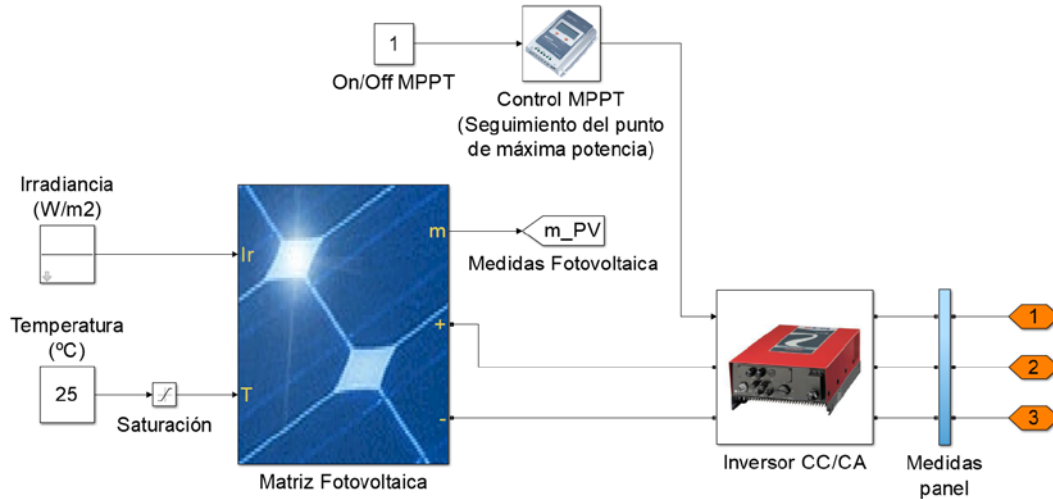 1
On/Off MPPT
Control MPPT
(Seguimiento del punto
de máxima potencia)
Irradiancia
(W/m2)
Ir
m
m_PV
Medidas Fotovoltaica
+
Temperatura
(ºC)
25
Saturación
T
-
Matriz Fotovoltaica
Inversor CC/CA
Medidas
panel
1
2
3